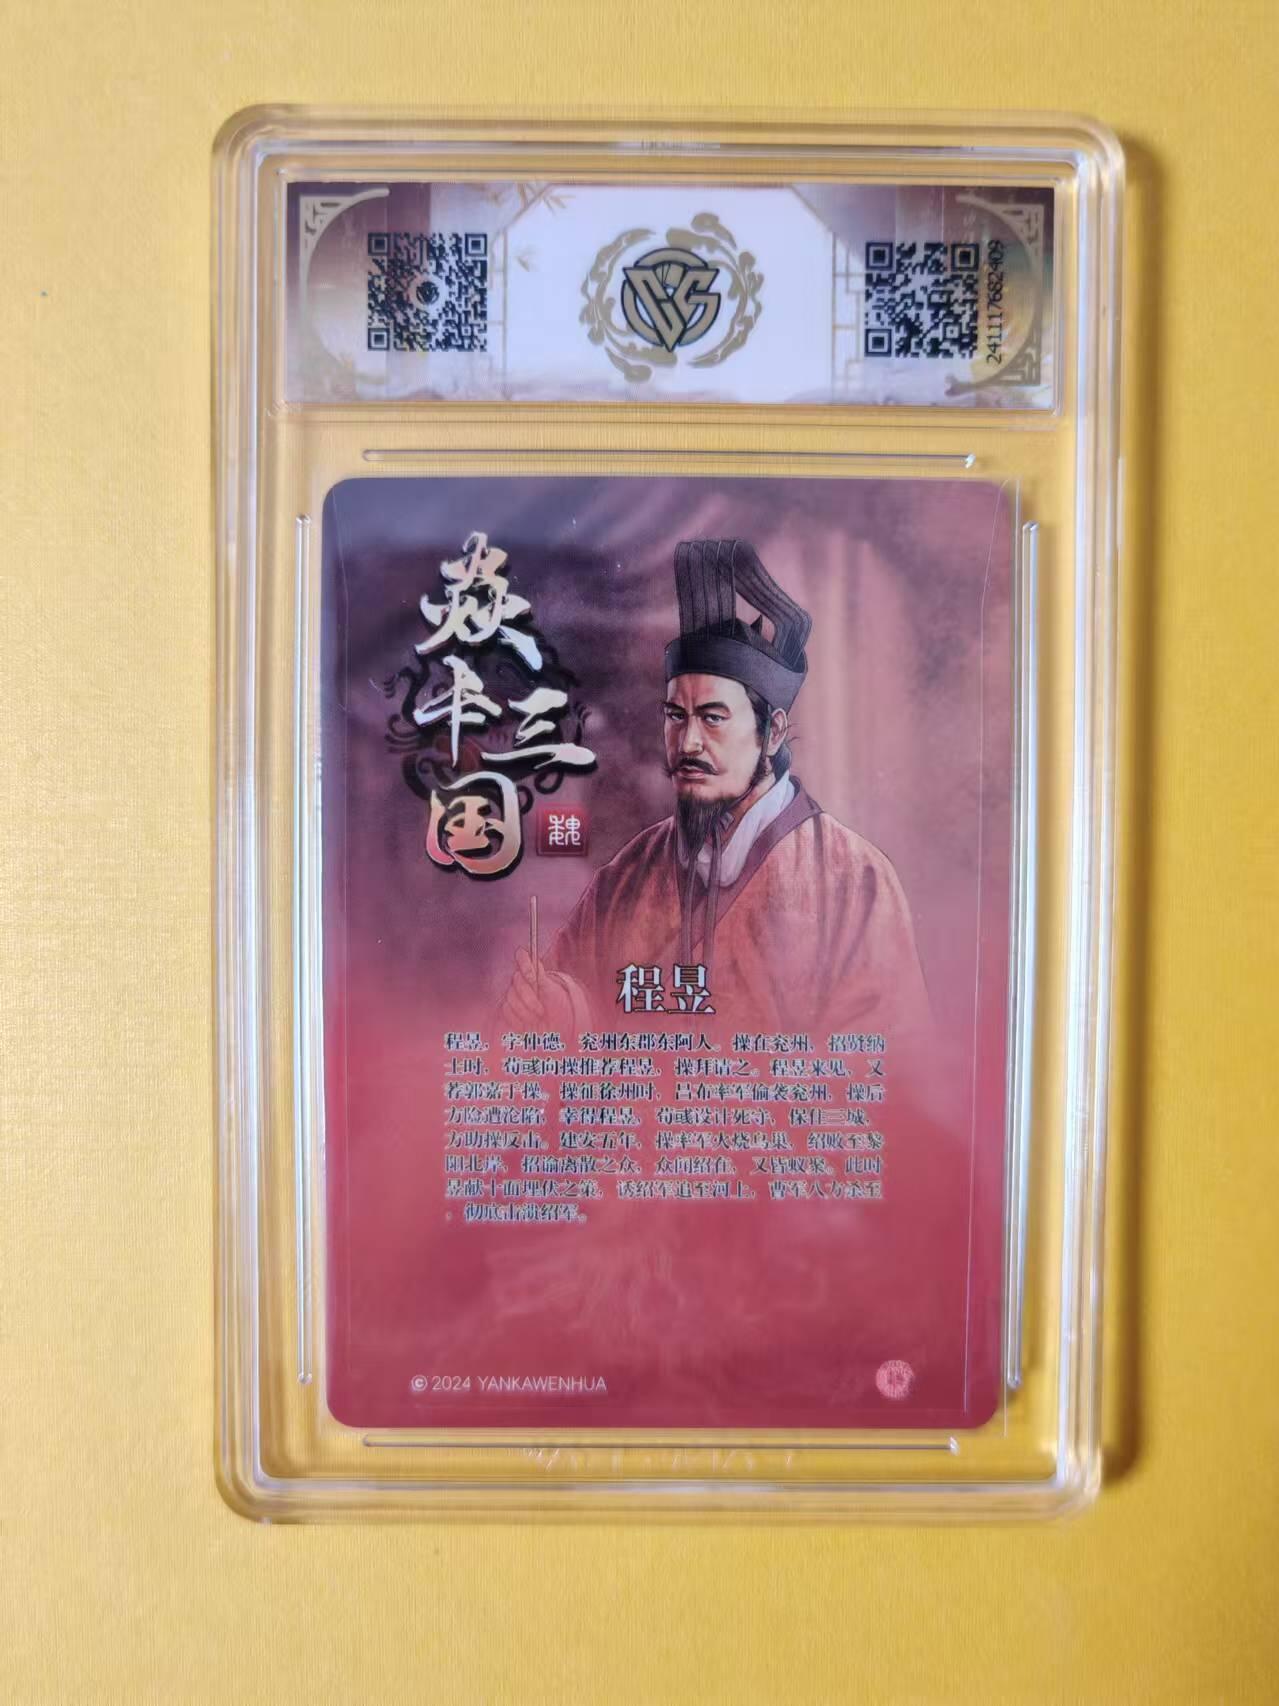 241117682409
焱
卡三
国
魏
程昱
程昱，字仲德，兖州东郡东阿人。操在兖州，招贤纳
士时，荀彧向操推荐程昱，操拜请之。程昱来见，又
荐郭嘉于操。操征徐州时，吕布率军偷袭兖州，操后
方险遭沦陷，幸得程昱，荀彧设计死守，保住三城，
方助操反击。建安五年，操率军火烧乌巢，绍败至黎
阳北岸，招谕离散之众，众闻绍在，又皆蚁聚。此时
昱献十面埋伏之策，诱绍军追至河上，曹军八方杀至
，彻底击溃绍军。
© 2024 YANKAWENHUA